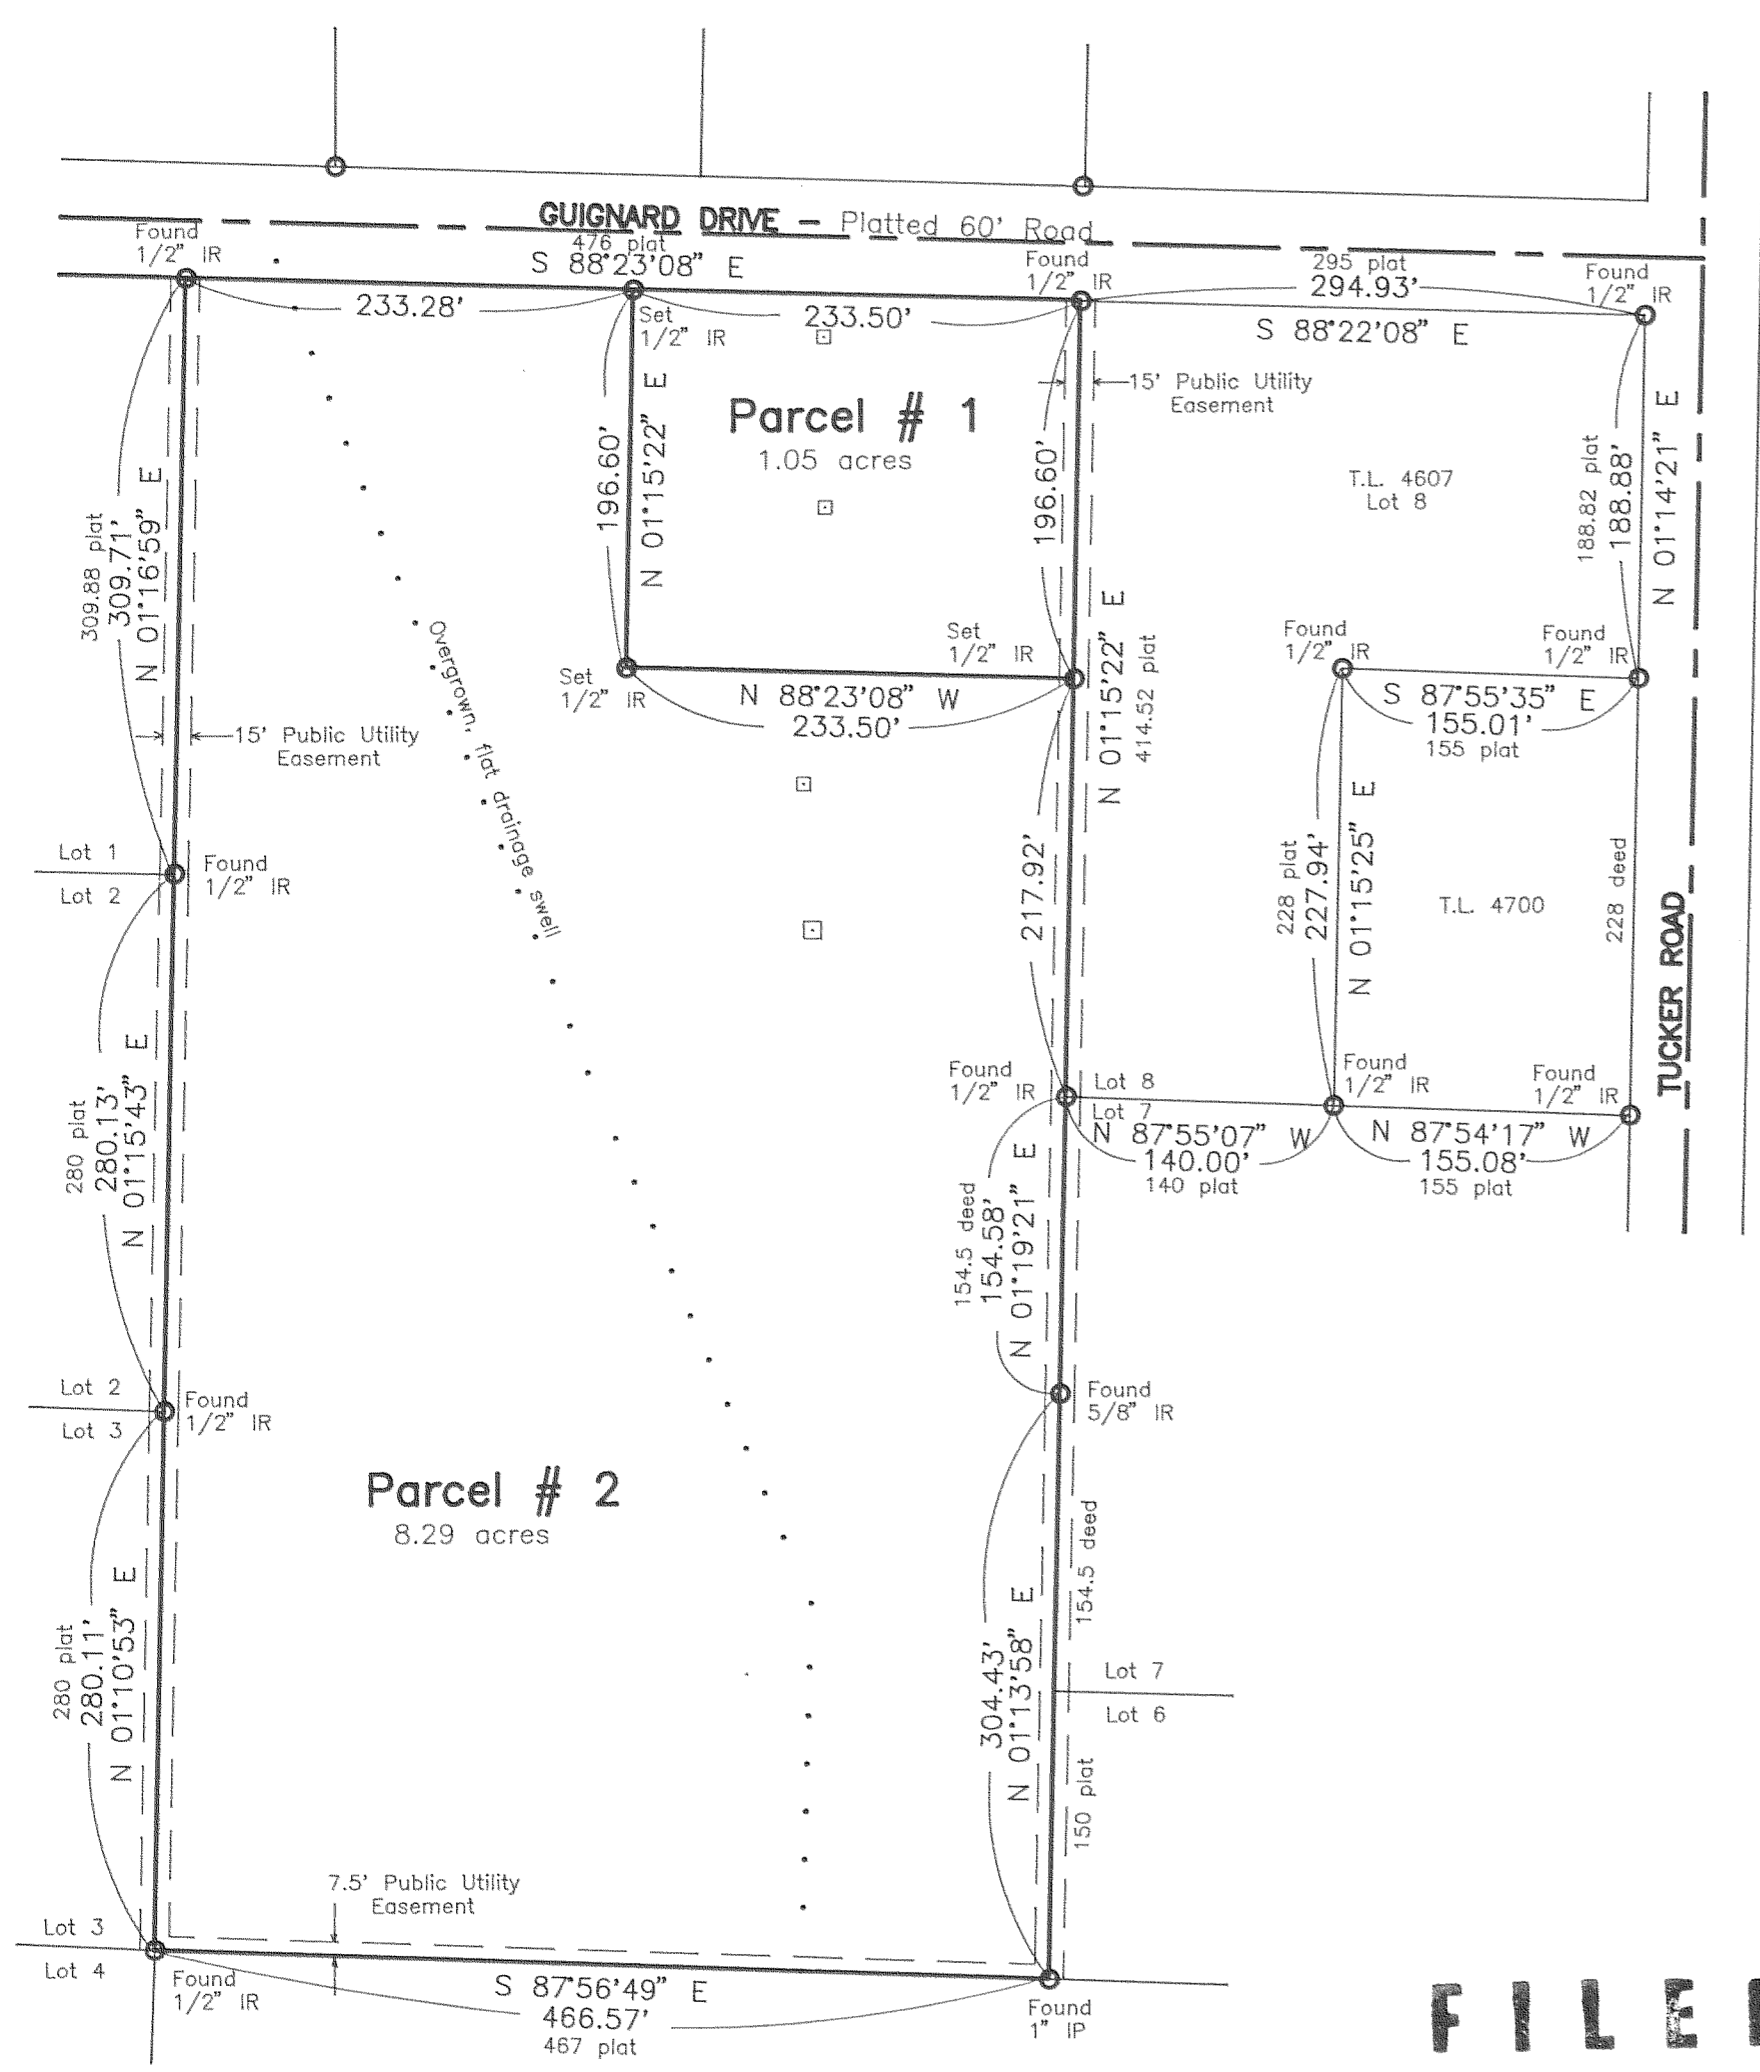 GUIGNARD DRIVE – Platted 60' Road
476 plat
S 88°23'08" E
Found
1/2" IR
233.28'
Set
1/2" IR
233.50'
Found
1/2" IR
295 plat
294.93'
S 88°22'08" E
Found
1/2" IR
Parcel # 1
1.05 acres
196.60'
N 01°15'22" E
196.60'
15' Public Utility
Easement
T.L. 4607
Lot 8
188.82 plat
188.88'
N 01°14'21" E
309.88 plat
309.71'
N 01°16'59" E
Overgrown, flat drainage swell
Set
1/2" IR
Set
1/2" IR
N 88°23'08" W
233.50'
N 01°15'22" E
414.52 plat
Found
1/2" IR
Found
1/2" IR
S 87°55'35" E
155.01'
155 plat
15' Public Utility
Easement
Lot 1
Lot 2
Found
1/2" IR
217.92'
228 plat
227.94'
N 01°15'25" E
T.L. 4700
228 deed
TUCKER ROAD
280 plat
280.13'
N 01°15'43" E
Found
1/2" IR
Lot 8
Lot 7
N 87°55'07" W
140.00'
140 plat
Found
1/2" IR
Found
1/2" IR
N 87°54'17" W
155.08'
155 plat
154.5 deed
154.58'
N 01°19'21" E
Lot 2
Lot 3
Found
1/2" IR
Found
5/8" IR
Parcel # 2
8.29 acres
280 plat
280.11'
N 01°10'53" E
304.43'
N 01°13'58" E
154.5 deed
Lot 7
Lot 6
150 plat
7.5' Public Utility
Easement
Lot 3
Lot 4
Found
1/2" IR
S 87°56'49" E
466.57'
467 plat
Found
1" IP
FILE